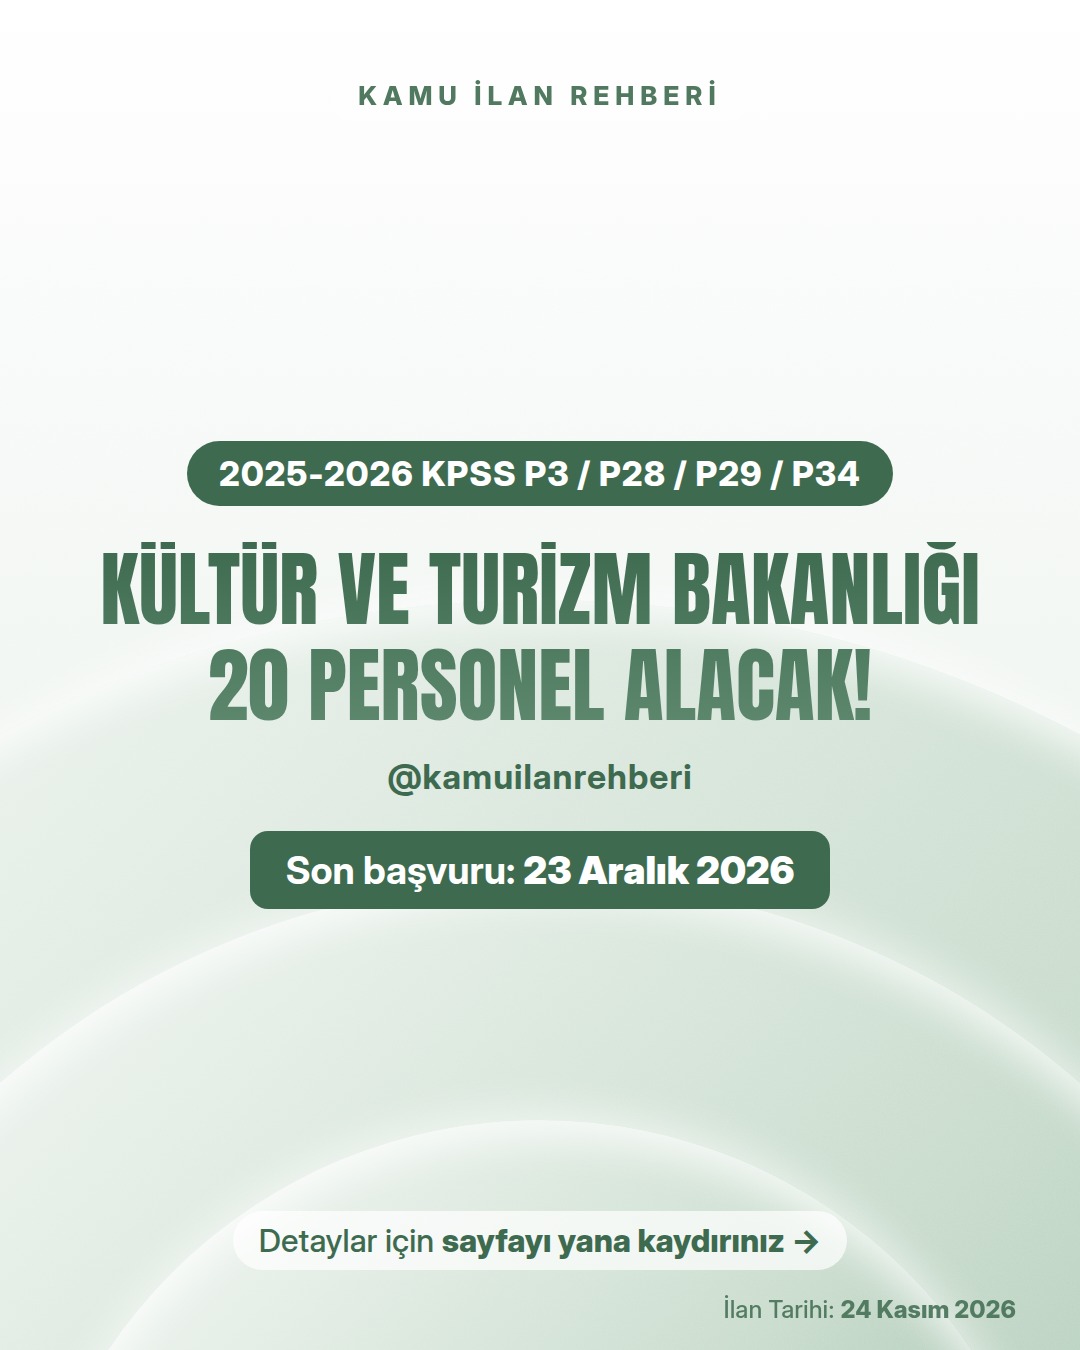 KAMU İLAN REHBERİ
2025-2026 KPSS P3 / P28 / P29 / P34
KÜLTÜR VE TURİZM BAKANLIĞI
20 PERSONEL ALACAK!
@kamuilanrehberi
Son başvuru: 23 Aralık 2026
Detaylar için sayfayı yana kaydırınız →
İlan Tarihi: 24 Kasım 2026